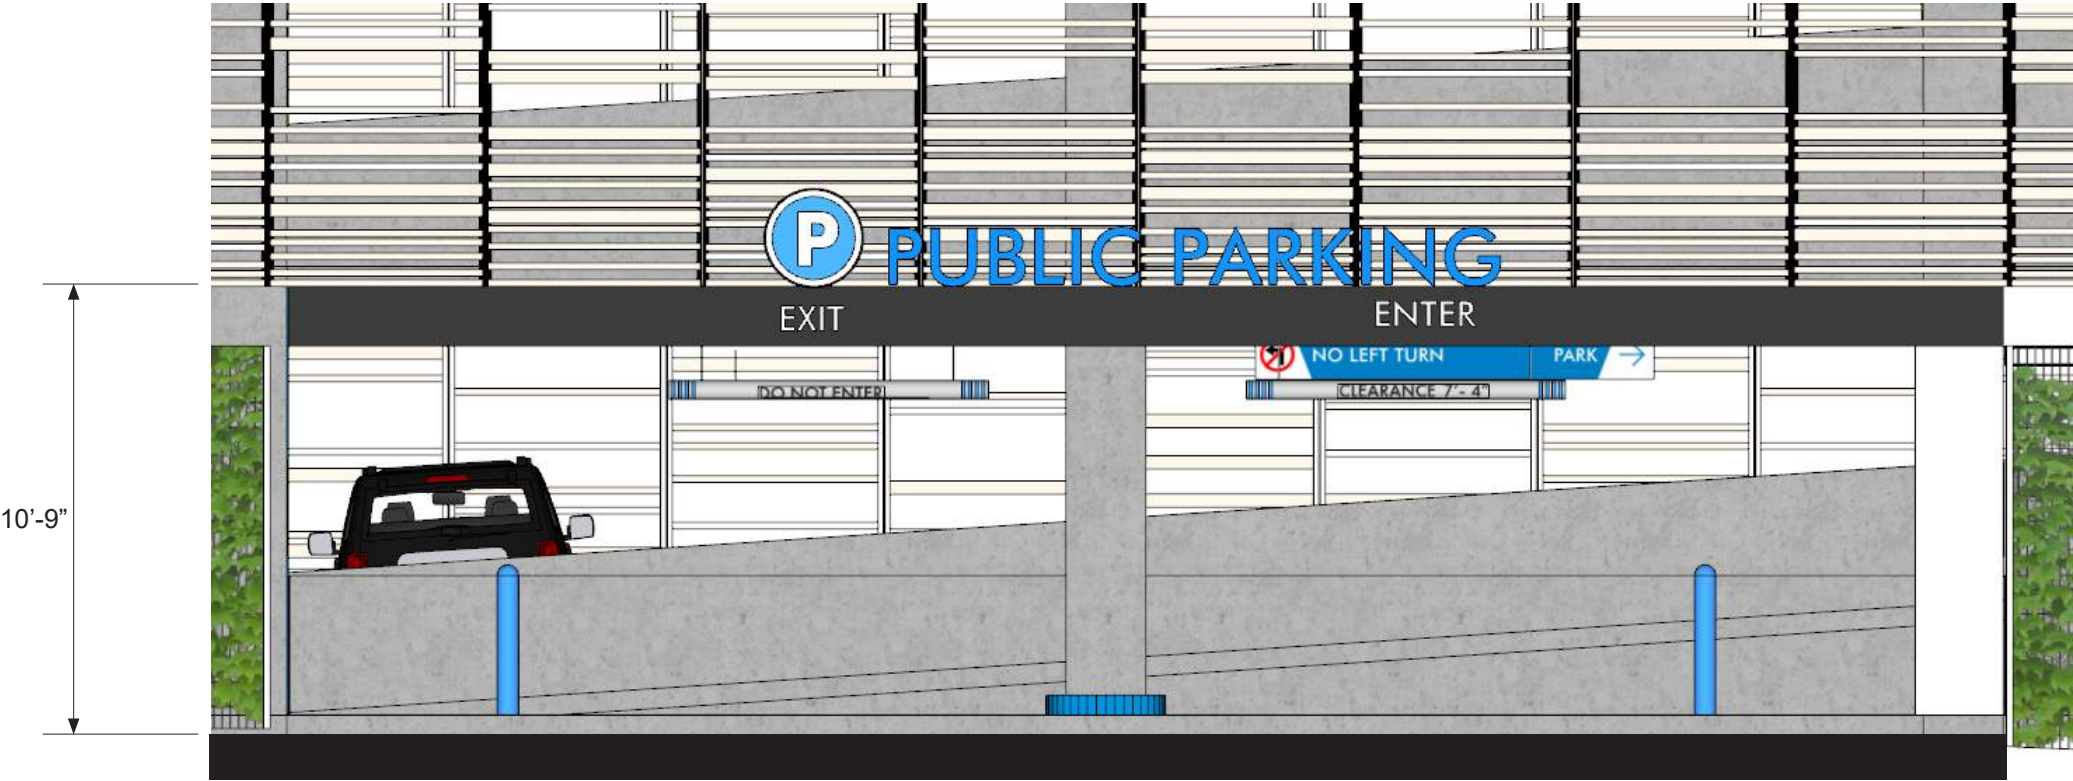 P PUBLIC PARKING
EXIT
ENTER
NO LEFT TURN
PARK →
DO NOT ENTER
CLEARANCE 7'- 4"
10’-9”